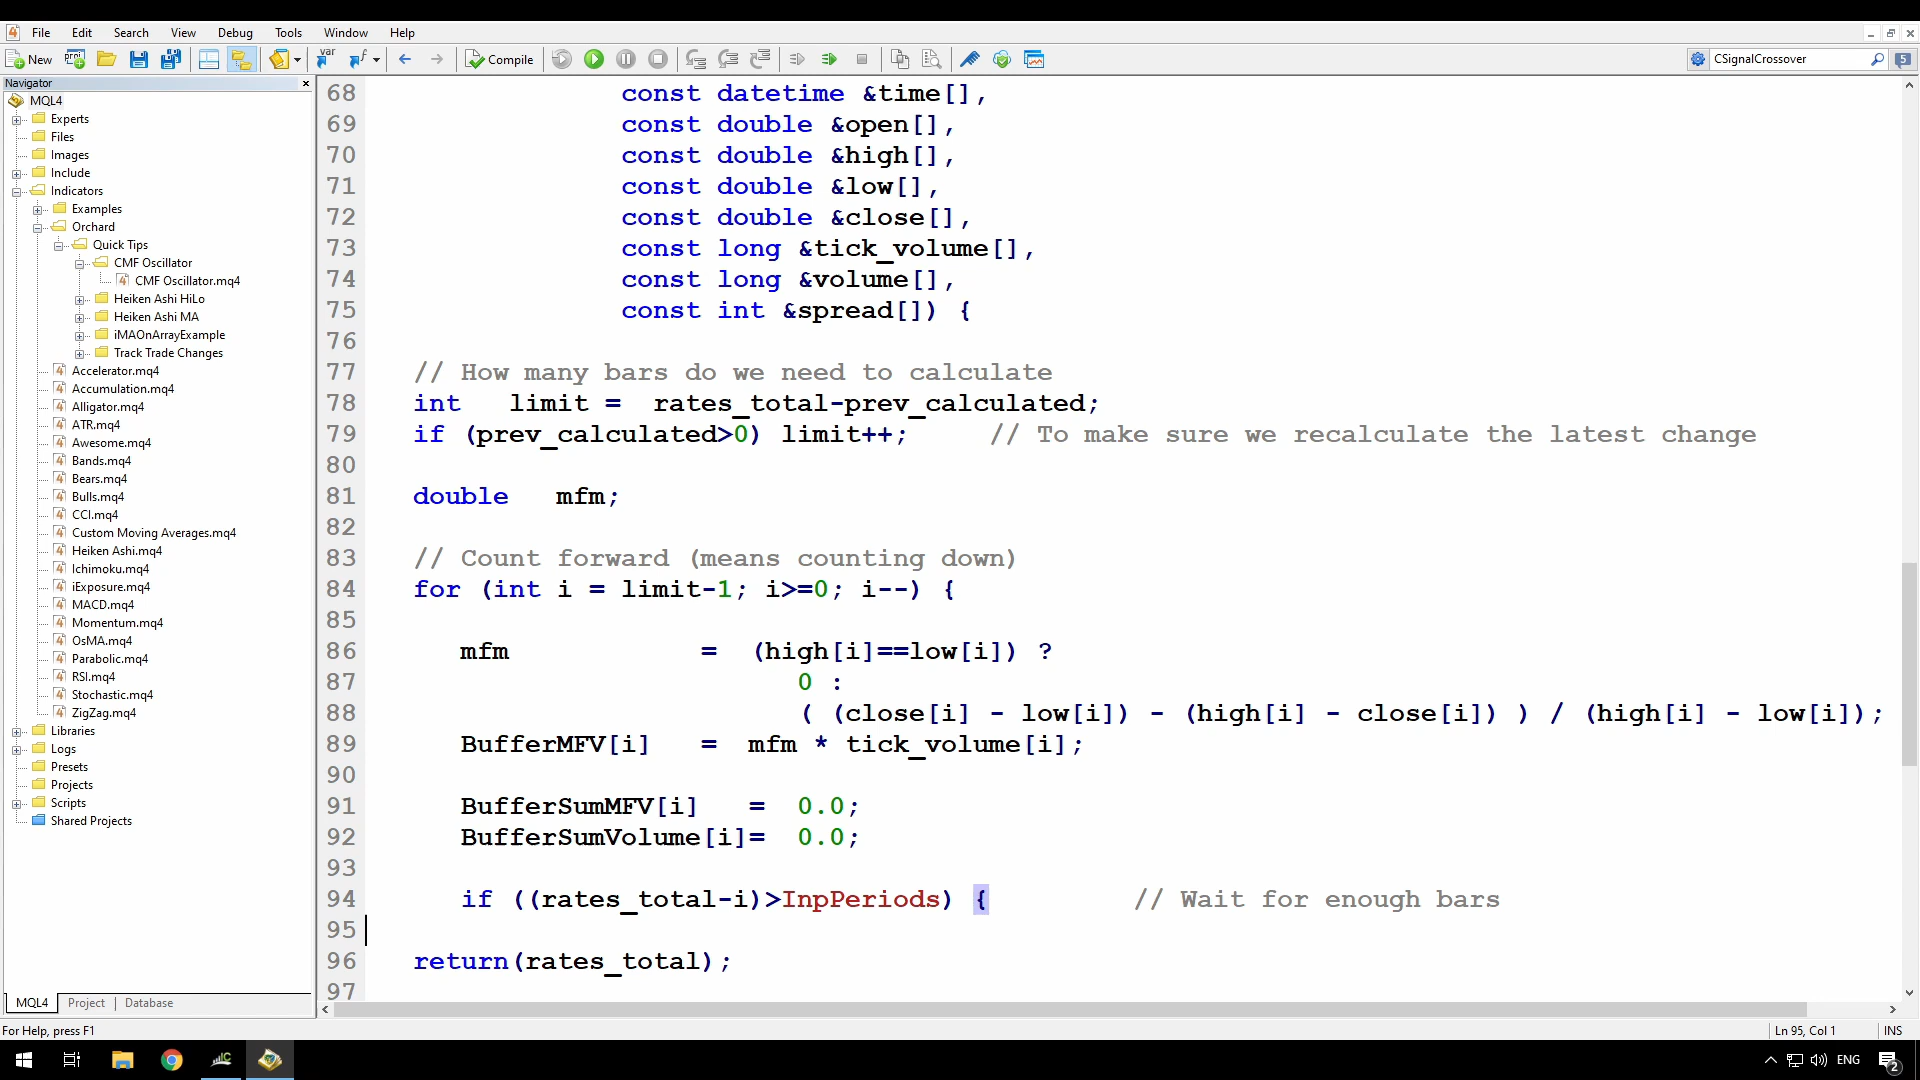 File Edit Search View Debug Tools Window Help
New Compile CSignalCrossover 5
Navigator
MQL4
Experts
Files
Images
Include
Indicators
Examples
Orchard
Quick Tips
CMF Oscillator
CMF Oscillator.mq4
Heiken Ashi HiLo
Heiken Ashi MA
iMAOnArrayExample
Track Trade Changes
Accelerator.mq4
Accumulation.mq4
Alligator.mq4
ATR.mq4
Awesome.mq4
Bands.mq4
Bears.mq4
Bulls.mq4
CCI.mq4
Custom Moving Averages.mq4
Heiken Ashi.mq4
Ichimoku.mq4
iExposure.mq4
MACD.mq4
Momentum.mq4
OsMA.mq4
Parabolic.mq4
RSI.mq4
Stochastic.mq4
ZigZag.mq4
Libraries
Logs
Presets
Projects
Scripts
Shared Projects
MQL4 Project Database
68 const datetime &time[],
69 const double &open[],
70 const double &high[],
71 const double &low[],
72 const double &close[],
73 const long &tick_volume[],
74 const long &volume[],
75 const int &spread[]) {
76
77 // How many bars do we need to calculate
78 int limit = rates_total-prev_calculated;
79 if (prev_calculated>0) limit++; // To make sure we recalculate the latest change
80
81 double mfm;
82
83 // Count forward (means counting down)
84 for (int i = limit-1; i>=0; i--) {
85
86 mfm = (high[i]==low[i]) ?
87 0 :
88 ( (close[i] - low[i]) - (high[i] - close[i]) ) / (high[i] - low[i]);
89 BufferMFV[i] = mfm * tick_volume[i];
90
91 BufferSumMFV[i] = 0.0;
92 BufferSumVolume[i]= 0.0;
93
94 if ((rates_total-i)>InpPeriods) { // Wait for enough bars
95
96 return(rates_total);
97
For Help, press F1 Ln 95, Col 1 INS
ENG 2